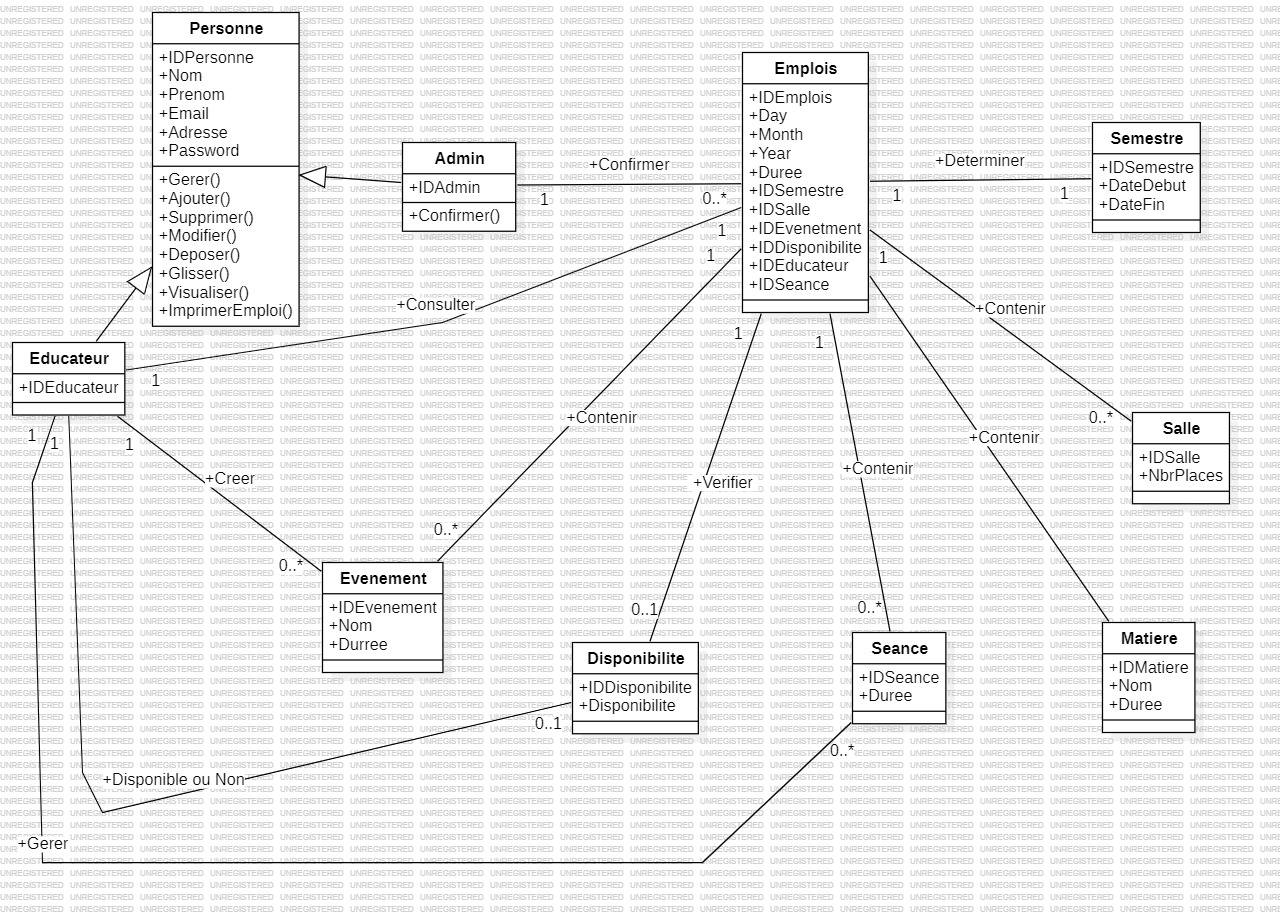 Personne
+IDPersonne
+Nom
+Prenom
+Email
+Adresse
+Password
+Gerer()
+Ajouter()
+Supprimer()
+Modifier()
+Deposer()
+Glisser()
+Visualiser()
+ImprimerEmploi()
Admin
+IDAdmin
+Confirmer()
+Confirmer
1
0..*
Emplois
+IDEmplois
+Day
+Month
+Year
+Duree
+IDSemestre
+IDSalle
+IDEvenetment
+IDDisponibilite
+IDEducateur
+IDSeance
+Determiner
1
1
Semestre
+IDSemestre
+DateDebut
+DateFin
Educateur
+IDEducateur
+Consulter
1
1
1
+Contenir
0..*
1
+Verifier
0..1
1
+Contenir
0..*
1
+Contenir
0..*
+Contenir
Salle
+IDSalle
+NbrPlaces
1
1
1
+Creer
0..*
Evenement
+IDEvenement
+Nom
+Durree
Disponibilite
+IDDisponibilite
+Disponibilite
Seance
+IDSeance
+Duree
Matiere
+IDMatiere
+Nom
+Duree
0..1
+Disponible ou Non
0..*
+Gerer
UNREGISTERED